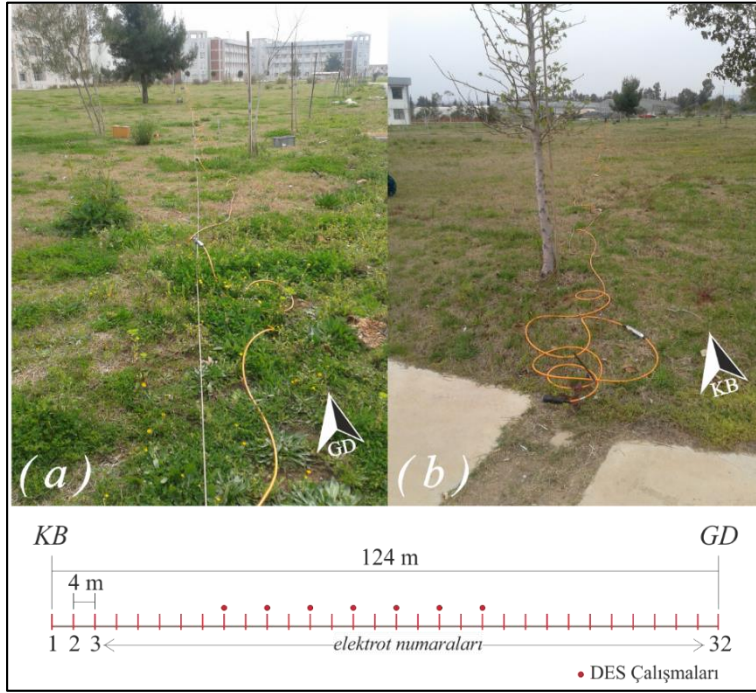 GD
KB
(a)
(b)
KB
GD
124 m
4 m
1 2 3 elektrot numaraları 32
DES Çalışmaları